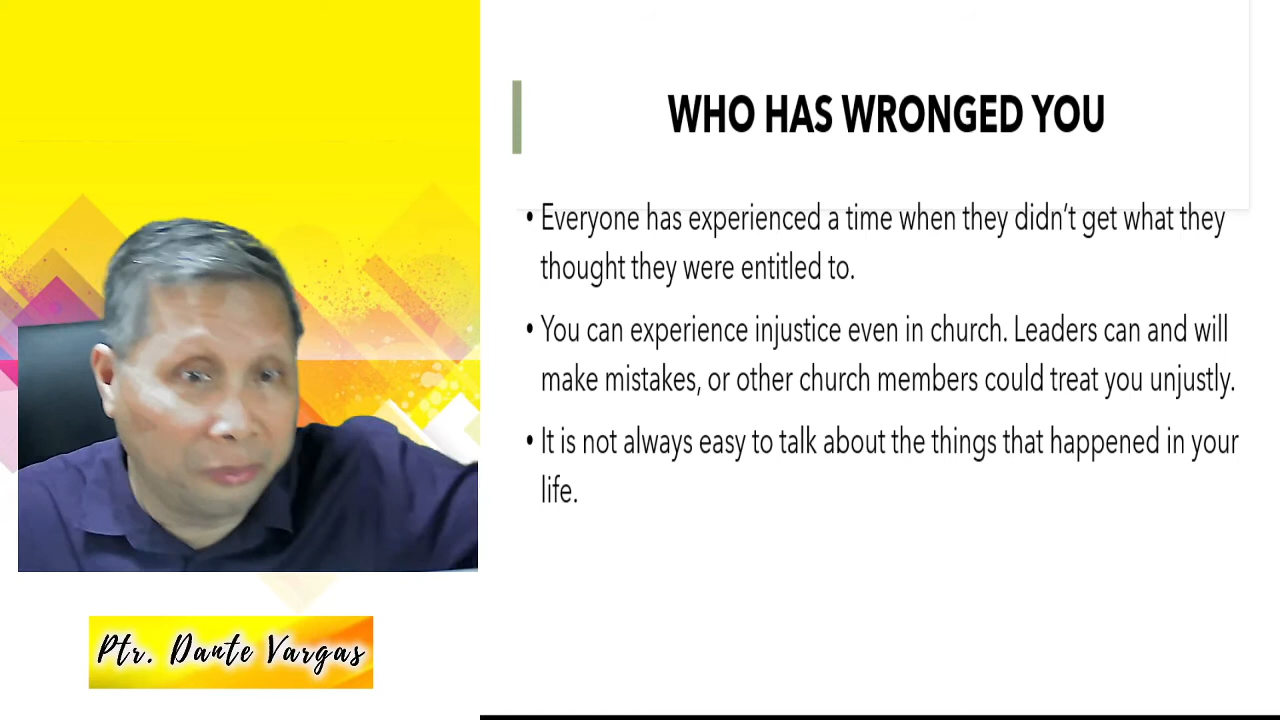 WHO HAS WRONGED YOU
• Everyone has experienced a time when they didn’t get what they
thought they were entitled to.
• You can experience injustice even in church. Leaders can and will
make mistakes, or other church members could treat you unjustly.
• It is not always easy to talk about the things that happened in your
life.
Ptr. Dante Vargas